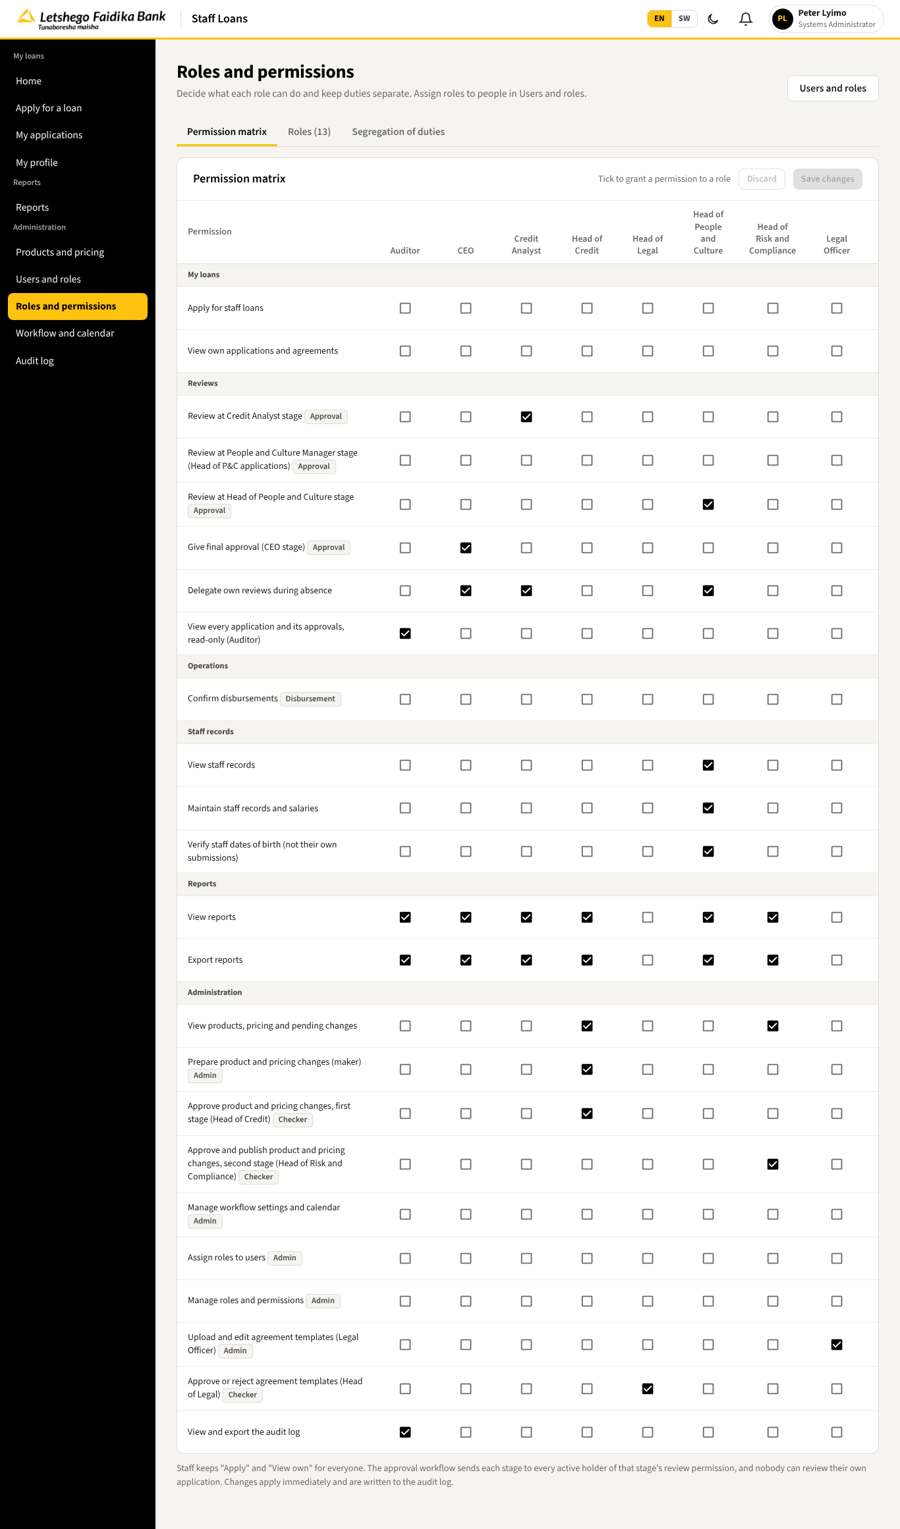 Letshego Faidika Bank
Tunaboresha maisha
Staff Loans
EN
SW
PL
Peter Lyimo
Systems Administrator
My loans
Home
Apply for a loan
My applications
My profile
Reports
Reports
Administration
Products and pricing
Users and roles
Roles and permissions
Workflow and calendar
Audit log
Roles and permissions
Decide what each role can do and keep duties separate. Assign roles to people in Users and roles.
Users and roles
Permission matrix
Roles (13)
Segregation of duties
Permission matrix
Tick to grant a permission to a role
Discard
Save changes
Permission
Auditor
CEO
Credit
Analyst
Head of
Credit
Head of
Legal
Head of
People
and
Culture
Head of
Risk and
Compliance
Legal
Officer
My loans
Apply for staff loans
View own applications and agreements
Reviews
Review at Credit Analyst stage Approval
Review at People and Culture Manager stage
(Head of P&C applications) Approval
Review at Head of People and Culture stage
Approval
Give final approval (CEO stage) Approval
Delegate own reviews during absence
View every application and its approvals,
read-only (Auditor)
Operations
Confirm disbursements Disbursement
Staff records
View staff records
Maintain staff records and salaries
Verify staff dates of birth (not their own
submissions)
Reports
View reports
Export reports
Administration
View products, pricing and pending changes
Prepare product and pricing changes (maker)
Admin
Approve product and pricing changes, first
stage (Head of Credit) Checker
Approve and publish product and pricing
changes, second stage (Head of Risk and
Compliance) Checker
Manage workflow settings and calendar
Admin
Assign roles to users Admin
Manage roles and permissions Admin
Upload and edit agreement templates (Legal
Officer) Admin
Approve or reject agreement templates (Head
of Legal) Checker
View and export the audit log
Staff keeps "Apply" and "View own" for everyone. The approval workflow sends each stage to every active holder of that stage's review permission, and nobody can review their own
application. Changes apply immediately and are written to the audit log.